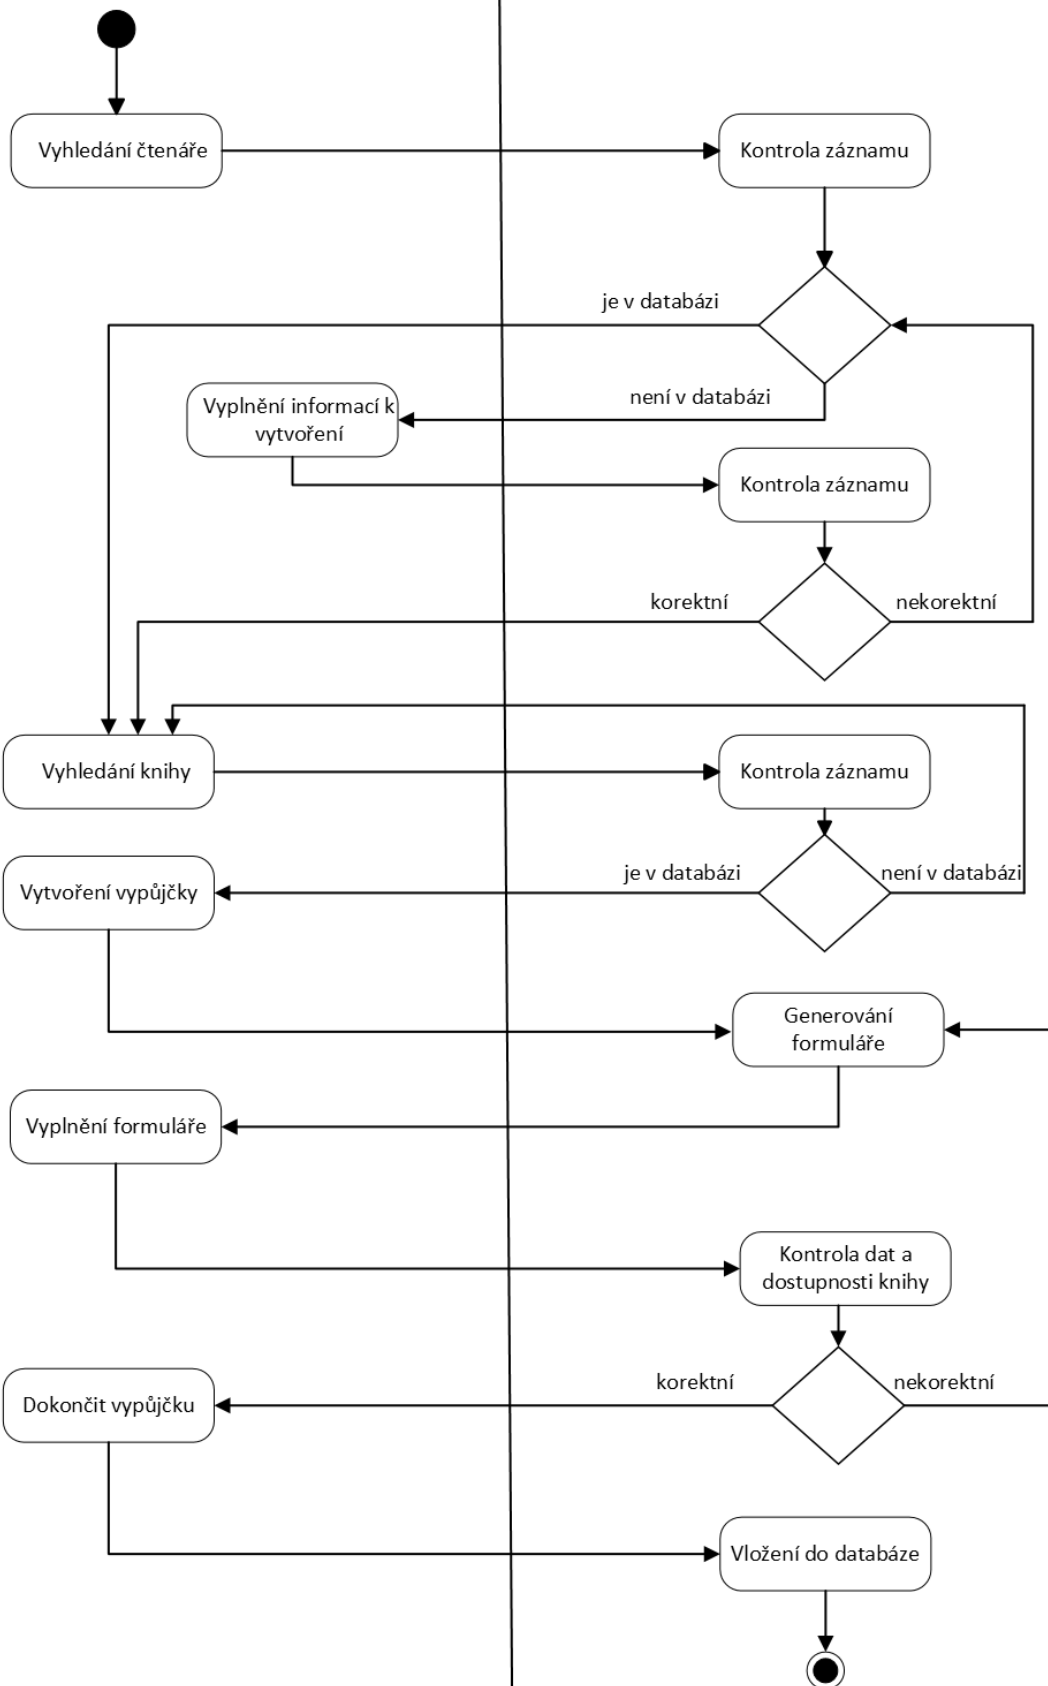 Vyhledání čtenáře
Kontrola záznamu
je v databázi
není v databázi
Vyplnění informací k
vytvoření
Kontrola záznamu
korektní
nekorektní
Vyhledání knihy
Kontrola záznamu
Vytvoření vypůjčky
je v databázi
není v databázi
Generování
formuláře
Vyplnění formuláře
Kontrola dat a
dostupnosti knihy
korektní
nekorektní
Dokončit vypůjčku
Vložení do databáze